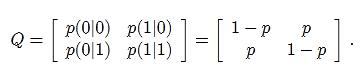 Q = [ p(0|0) p(1|0) ] = [ 1 − p p ] .
[ p(0|1) p(1|1) ] [ p 1 − p ]